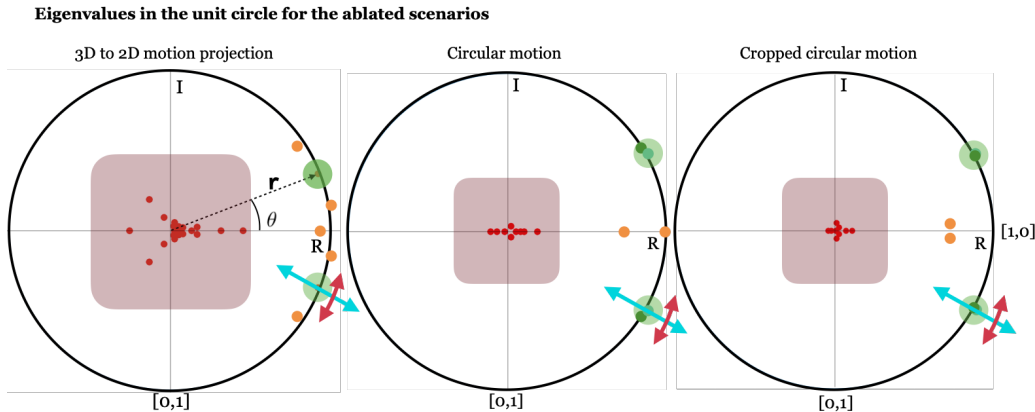 Eigenvalues in the unit circle for the ablated scenarios
3D to 2D motion projection
Circular motion
Cropped circular motion
I
I
I
r
θ
R
R
R
[1,0]
[0,1]
[0,1]
[0,1]